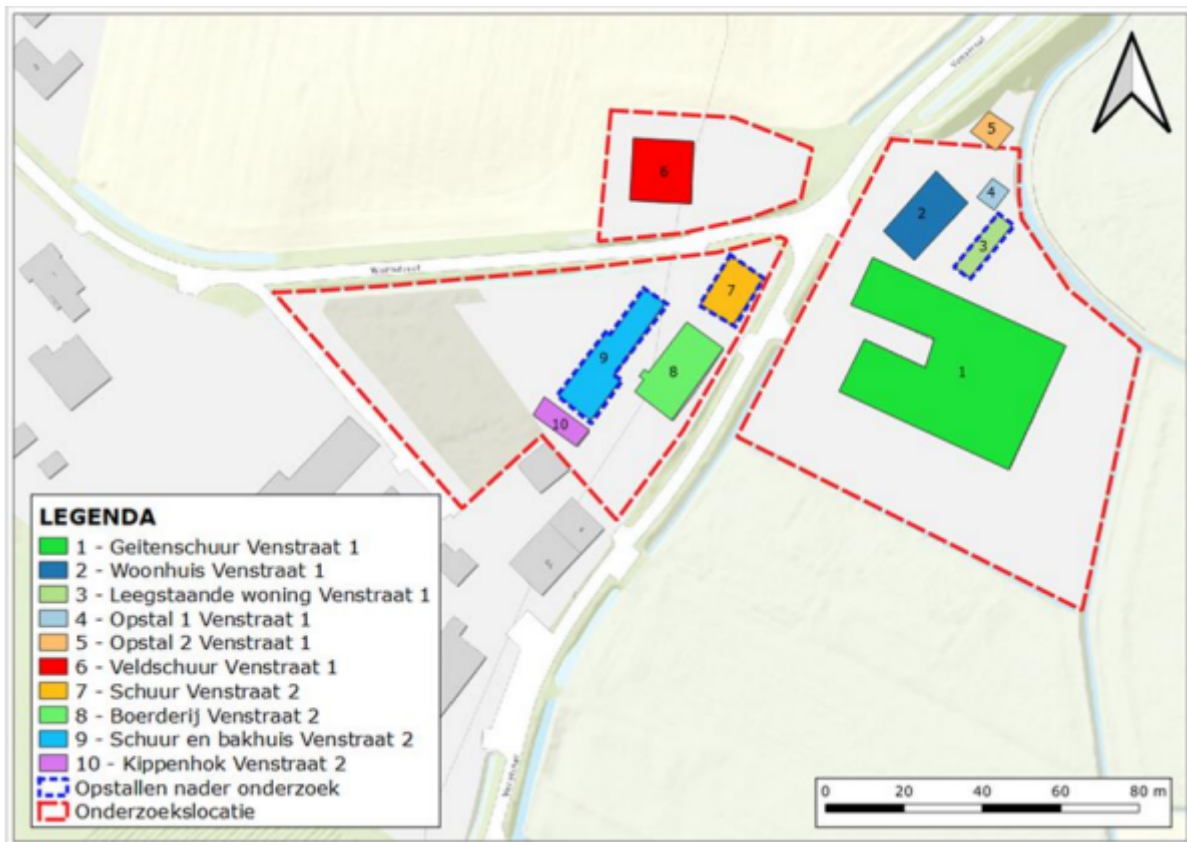 Venstraat
5
6
4
2
3
7
9
8
1
10
LEGENDA
1 - Geitenschuur Venstraat 1
2 - Woonhuis Venstraat 1
3 - Leegstaande woning Venstraat 1
4 - Opstal 1 Venstraat 1
5 - Opstal 2 Venstraat 1
6 - Veldschuur Venstraat 1
7 - Schuur Venstraat 2
8 - Boerderij Venstraat 2
9 - Schuur en bakhuis Venstraat 2
10 - Kippenhok Venstraat 2
Opstallen nader onderzoek
Onderzoekslocatie
0 20 40 60 80 m